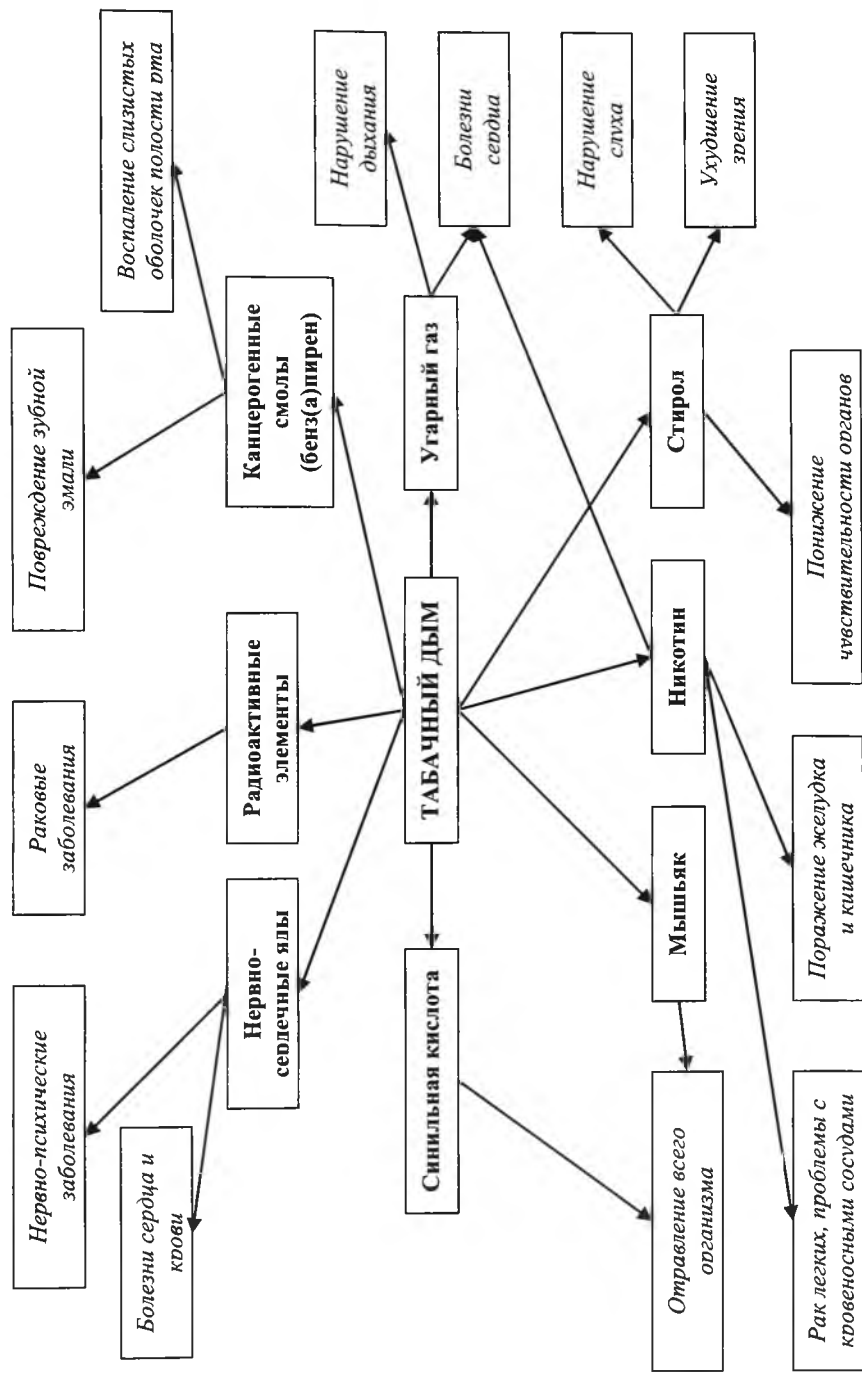 Нервно-психические
заболевания
Раковые
заболевания
Повреждение зубной
эмали
Болезни сердца и
крови
Воспаление слизистых
оболочек полости рта
Нервно-
сердечные яды
Радиоактивные
элементы
Канцерогенные
смолы
(бенз(а)пирен)
Нарушение
дыхания
Синильная кислота
ТАБАЧНЫЙ ДЫМ
Угарный газ
Болезни
сердца
Нарушение
слуха
Отравление всего
организма
Мышьяк
Никотин
Стирол
Ухудшение
зрения
Рак легких, проблемы с
кровеносными сосудами
Поражение желудка
и кишечника
Понижение
чувствительности органов